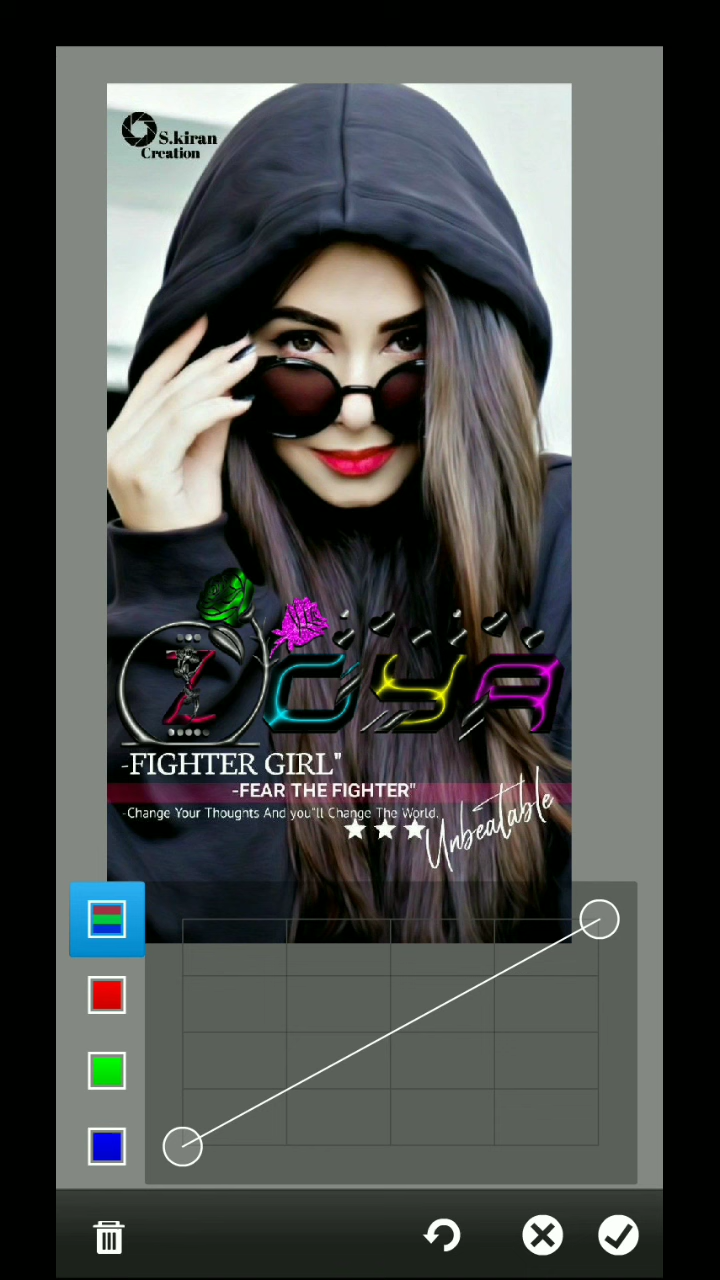 S.kiran
Creation
ZOYA
-FIGHTER GIRL"
-FEAR THE FIGHTER"
-Change Your Thoughts And you"ll Change The World.
Unbeatable